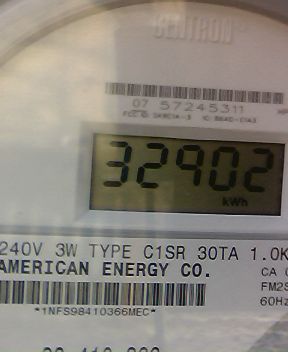 CENTRON®
07 57245311
32902
kWh
240V 3W TYPE C1SR 30TA 1.0K
AMERICAN ENERGY CO.
CA
FM2S
60Hz
*1NFS98410366MEC*